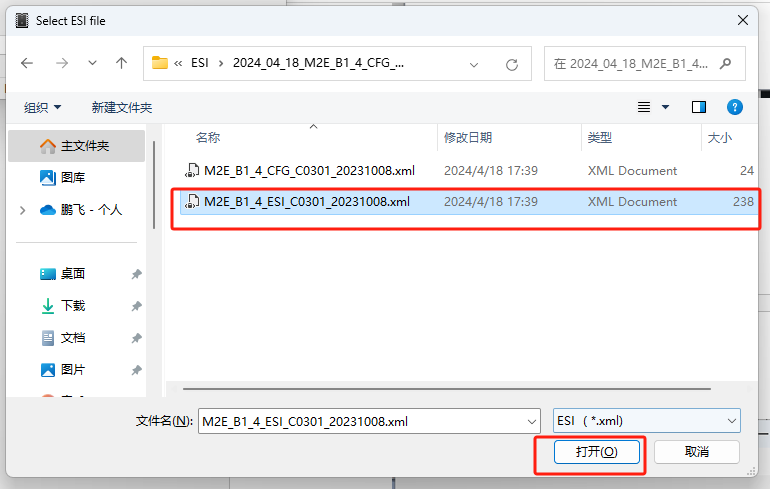 Select ESI file
« ESI › 2024_04_18_M2E_B1_4_CFG_...
在 2024_04_18_M2E_B1_4...
组织 新建文件夹
名称 修改日期 类型 大小
主文件夹
图库
鹏飞 - 个人
桌面
下载
文档
图片
M2E_B1_4_CFG_C0301_20231008.xml 2024/4/18 17:39 XML Document 24
M2E_B1_4_ESI_C0301_20231008.xml 2024/4/18 17:39 XML Document 238
文件名(N): M2E_B1_4_ESI_C0301_20231008.xml ESI （*.xml)
打开(O) 取消